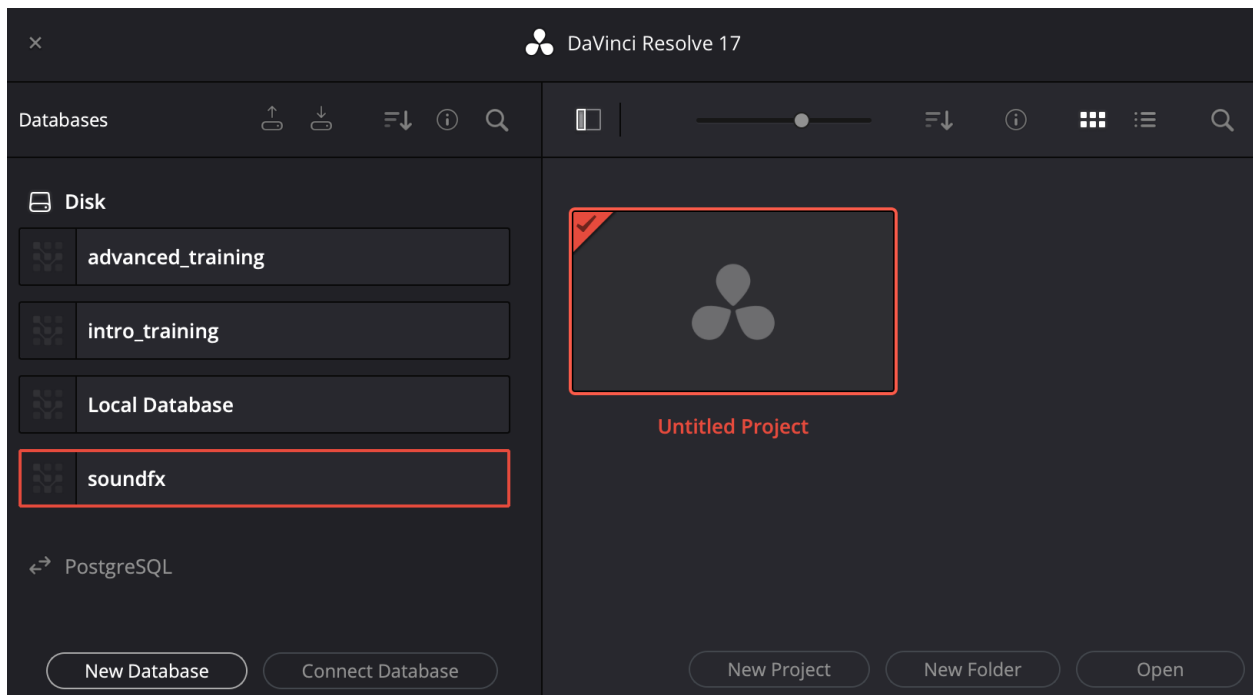 DaVinci Resolve 17
Databases
Disk
advanced_training
intro_training
Local Database
soundfx
PostgreSQL
New Database
Connect Database
Untitled Project
New Project
New Folder
Open